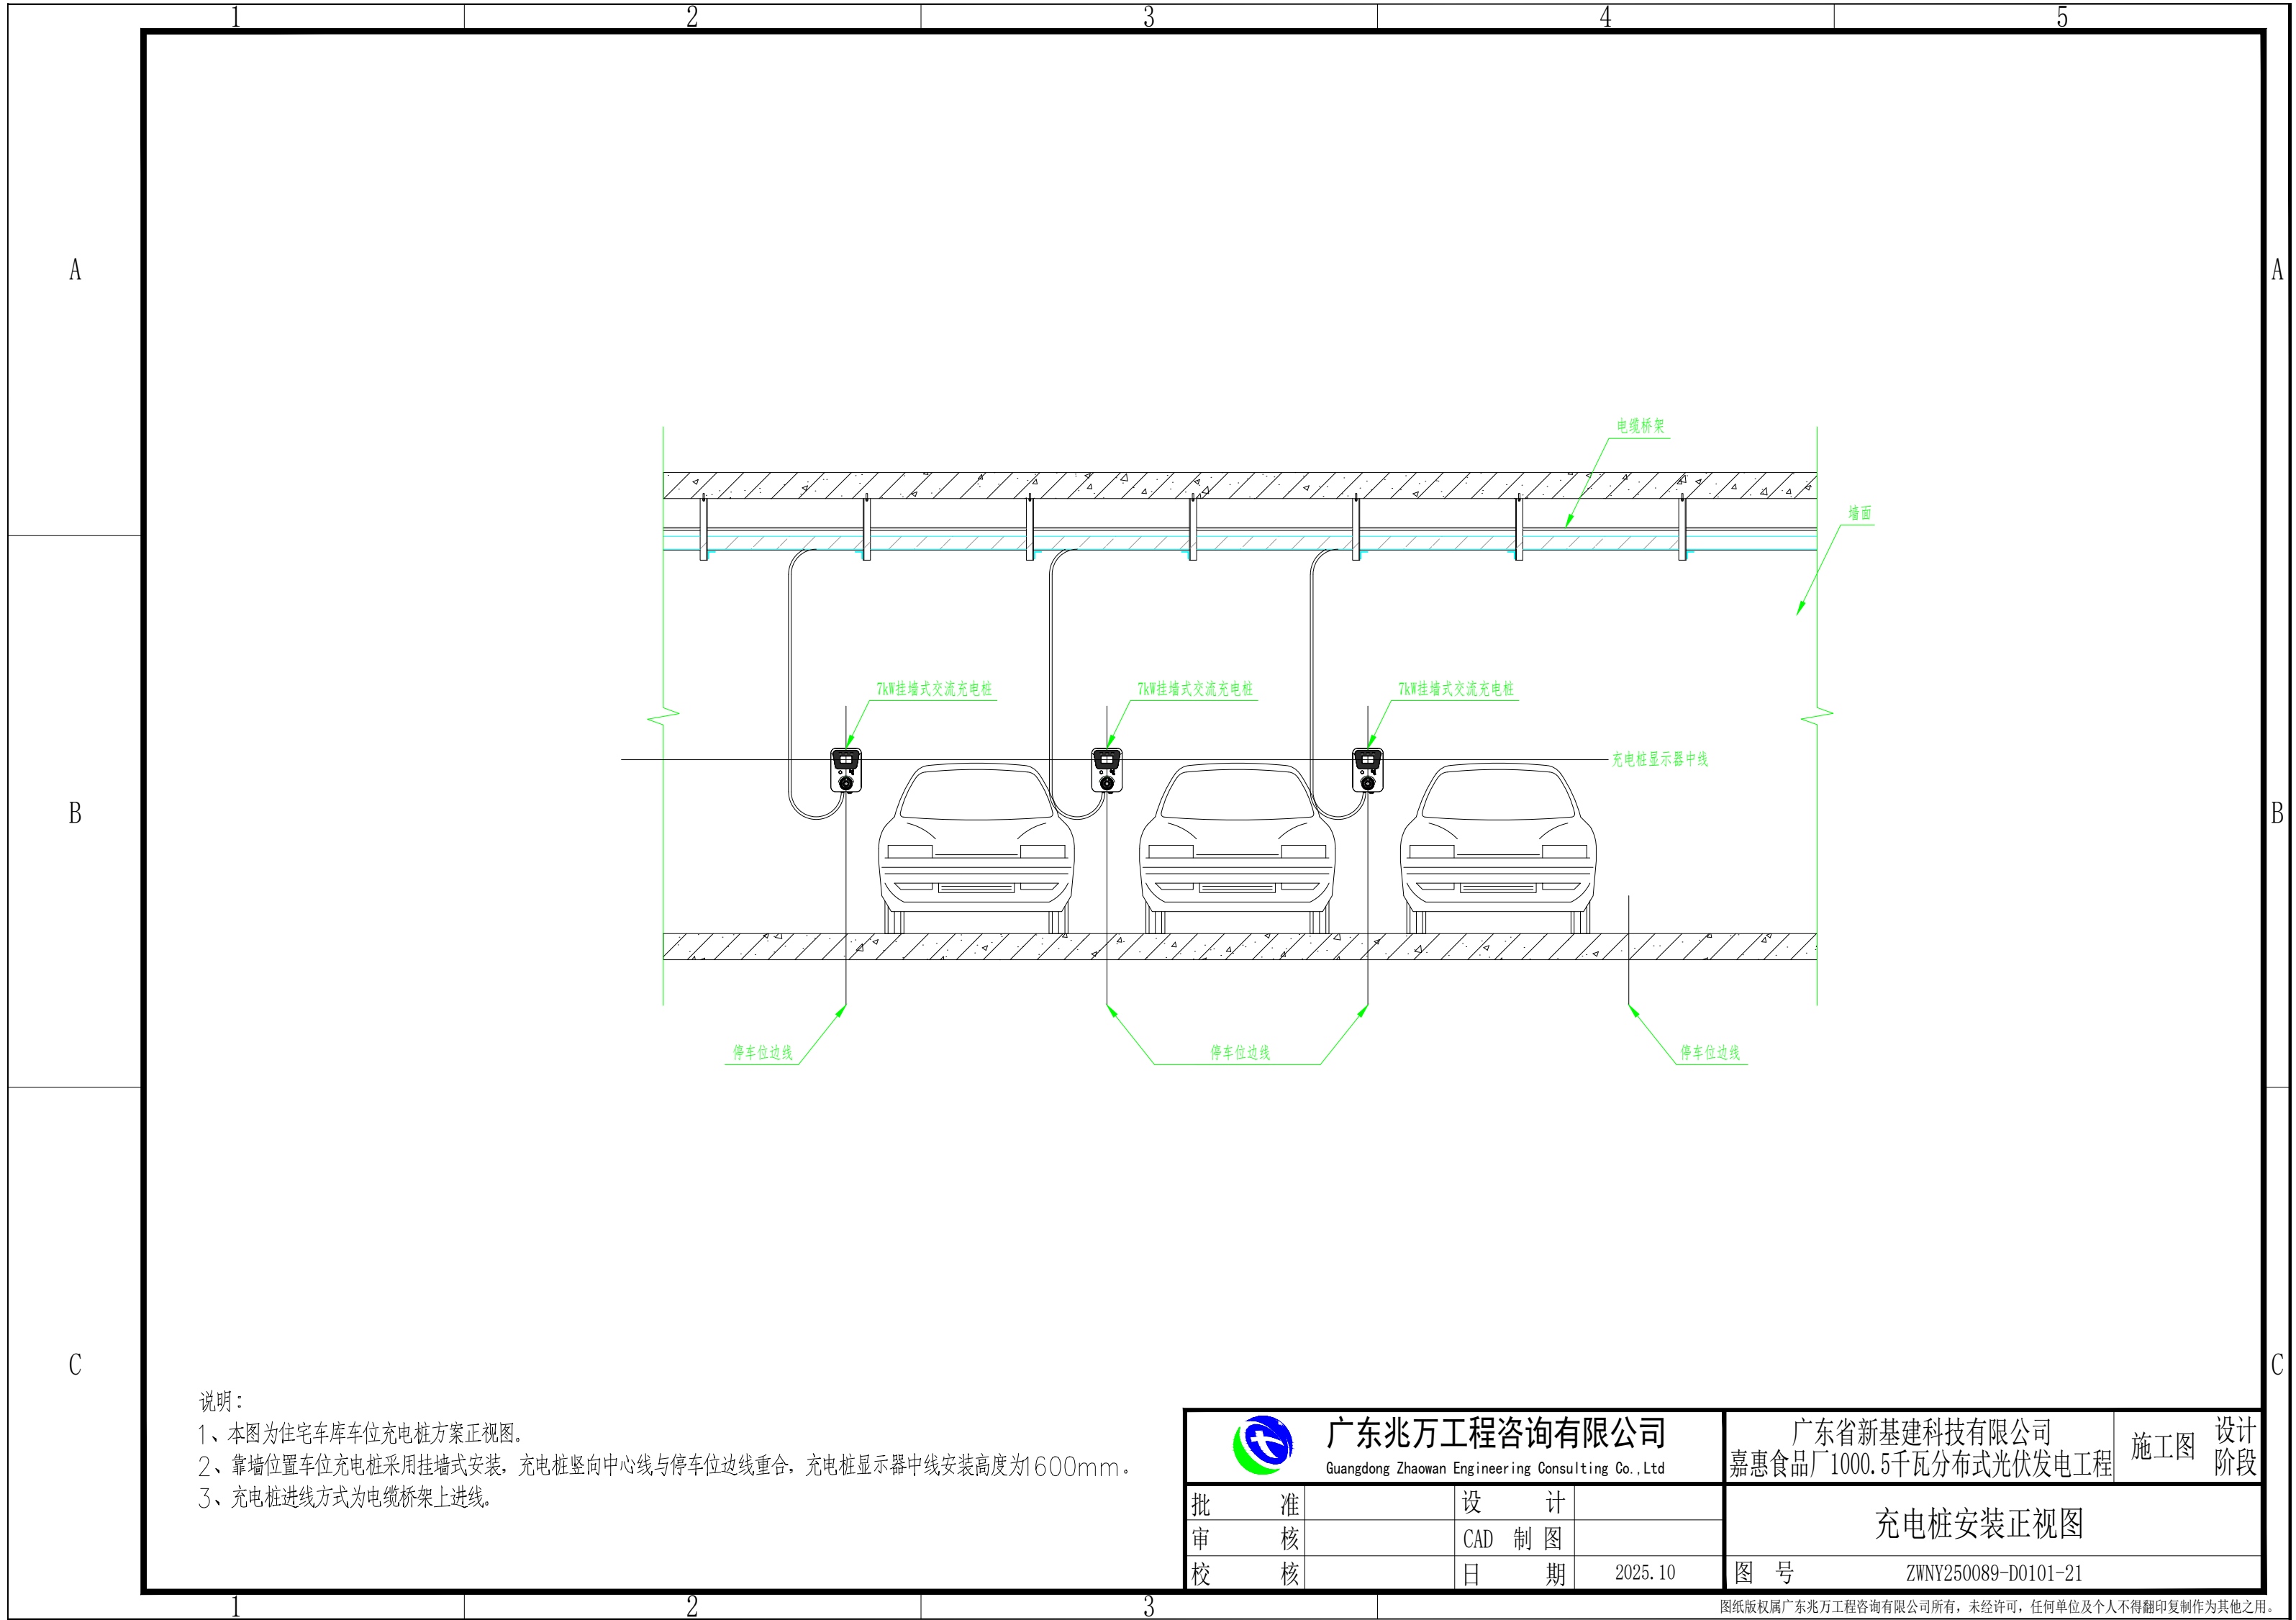 1 2 3 4 5
A A
电缆桥架
墙面
7kW挂墙式交流充电桩 7kW挂墙式交流充电桩 7kW挂墙式交流充电桩
充电桩显示器中线
B B
停车位边线 停车位边线 停车位边线
C C
说明：
1、本图为住宅车库车位充电桩方案正视图。
2、靠墙位置车位充电桩采用挂墙式安装，充电桩竖向中心线与停车位边线重合，充电桩显示器中线安装高度为1600mm。
3、充电桩进线方式为电缆桥架上进线。
广东兆万工程咨询有限公司
Guangdong Zhaowan Engineering Consulting Co.,Ltd
广东省新基建科技有限公司
嘉惠食品厂1000.5千瓦分布式光伏发电工程
施工图
设计
阶段
批 准 设 计
审 核 CAD 制 图
校 核 日 期 2025.10
充电桩安装正视图
图 号 ZWNY250089-D0101-21
1 2 3
图纸版权属广东兆万工程咨询有限公司所有，未经许可，任何单位及个人不得翻印复制作为其他之用。